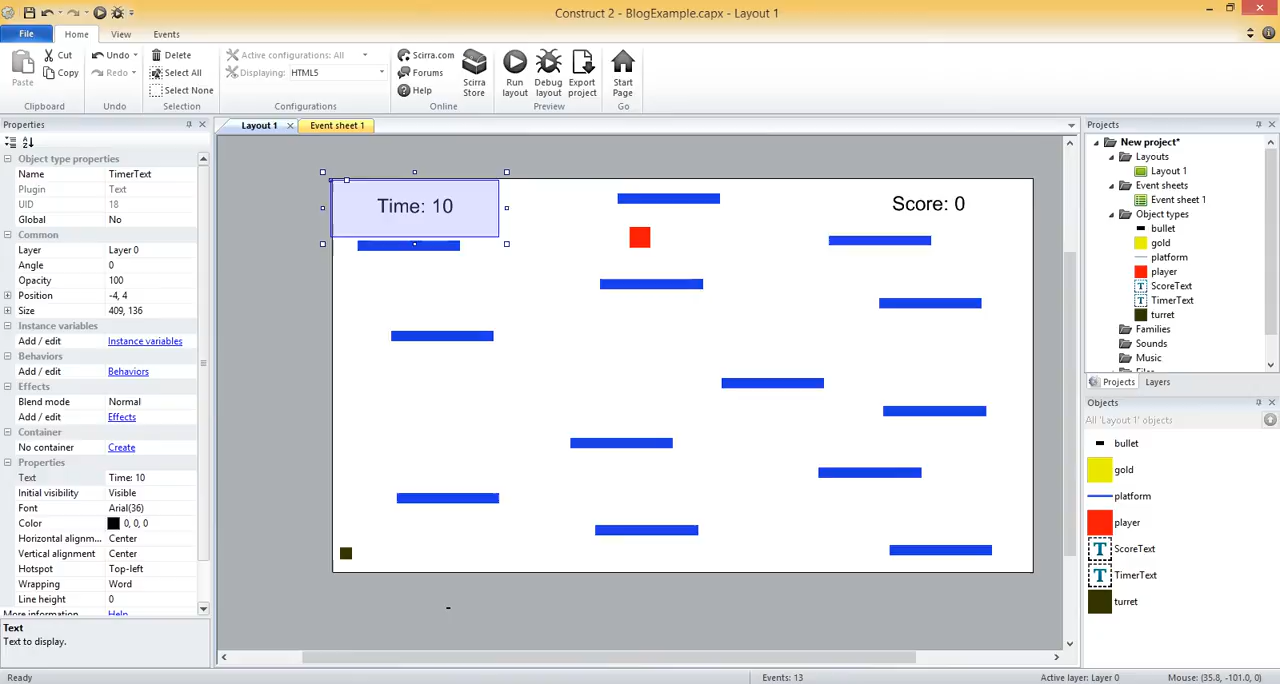 Construct 2 - BlogExample.capx - Layout 1
File Home View Events
Paste Cut Copy Clipboard
Undo Redo Undo
Delete Select All Select None Selection
Active configurations: All
Displaying: HTML5
Configurations
Scirra.com Forums Help Scirra Store Online
Run layout Debug layout Export project Preview
Start Page Go
Properties
Object type properties
Name TimerText
Plugin Text
UID 18
Global No
Common
Layer Layer 0
Angle 0
Opacity 100
Position -4, 4
Size 409, 136
Instance variables
Add / edit Instance variables
Behaviors
Add / edit Behaviors
Effects
Blend mode Normal
Add / edit Effects
Container
No container Create
Properties
Text Time: 10
Initial visibility Visible
Font Arial(36)
Color 0, 0, 0
Horizontal alignm... Center
Vertical alignment Center
Hotspot Top-left
Wrapping Word
Line height 0
More information Help
Text
Text to display.
Layout 1 Event sheet 1
Time: 10
Score: 0
Projects
New project*
Layouts
Layout 1
Event sheets
Event sheet 1
Object types
bullet
gold
platform
player
T ScoreText
T TimerText
turret
Families
Sounds
Music
Files
Projects Layers
Objects
All 'Layout 1' objects
bullet
gold
platform
player
T ScoreText
T TimerText
turret
Ready Events: 13 Active layer: Layer 0 Mouse: (35.8, -101.0, 0)